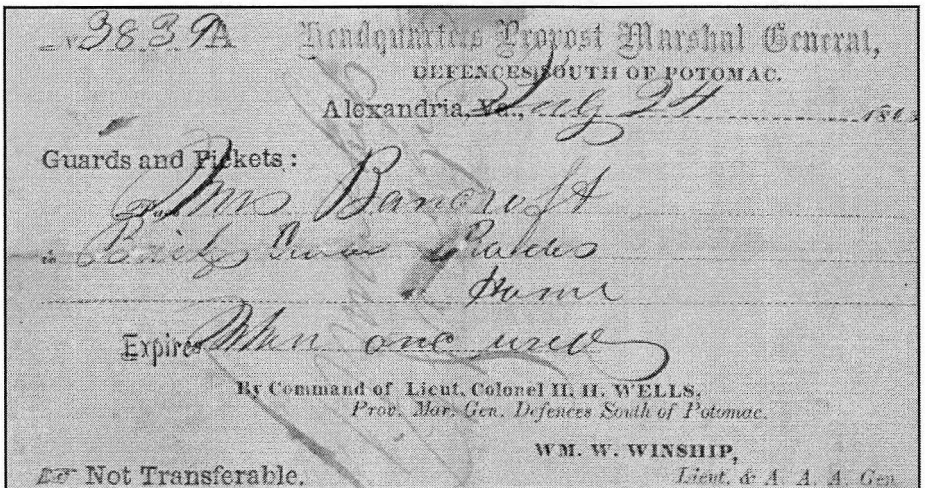 No 3839A Headquarters Provost Marshal General,
DEFENCES SOUTH OF POTOMAC.
Alexandria, Va., July 24 186
Guards and Pickets:
Pass Mrs Bancroft
to
Home
Expires When once used
By Command of Lieut. Colonel H. H. WELLS,
Prov. Mar. Gen. Defences South of Potomac.
WM. W. WINSHIP,
Not Transferable. Lieut. & A. A. A. Gen